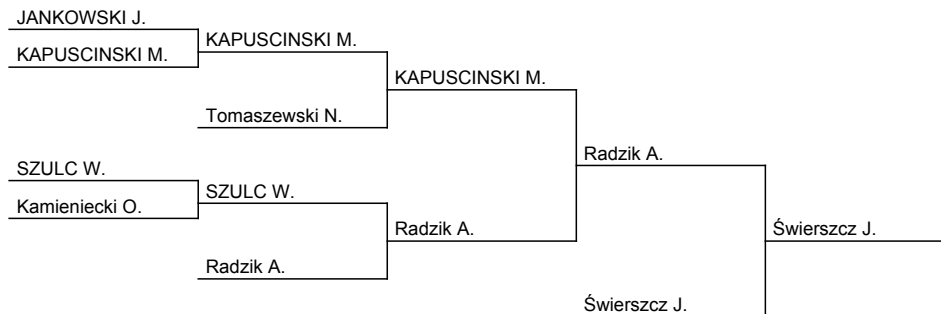 JANKOWSKI J.
KAPUSCINSKI M.
KAPUSCINSKI M.
KAPUSCINSKI M.
Tomaszewski N.
Radzik A.
SZULC W.
SZULC W.
Kamieniecki O.
Radzik A.
Świerszcz J.
Radzik A.
Świerszcz J.